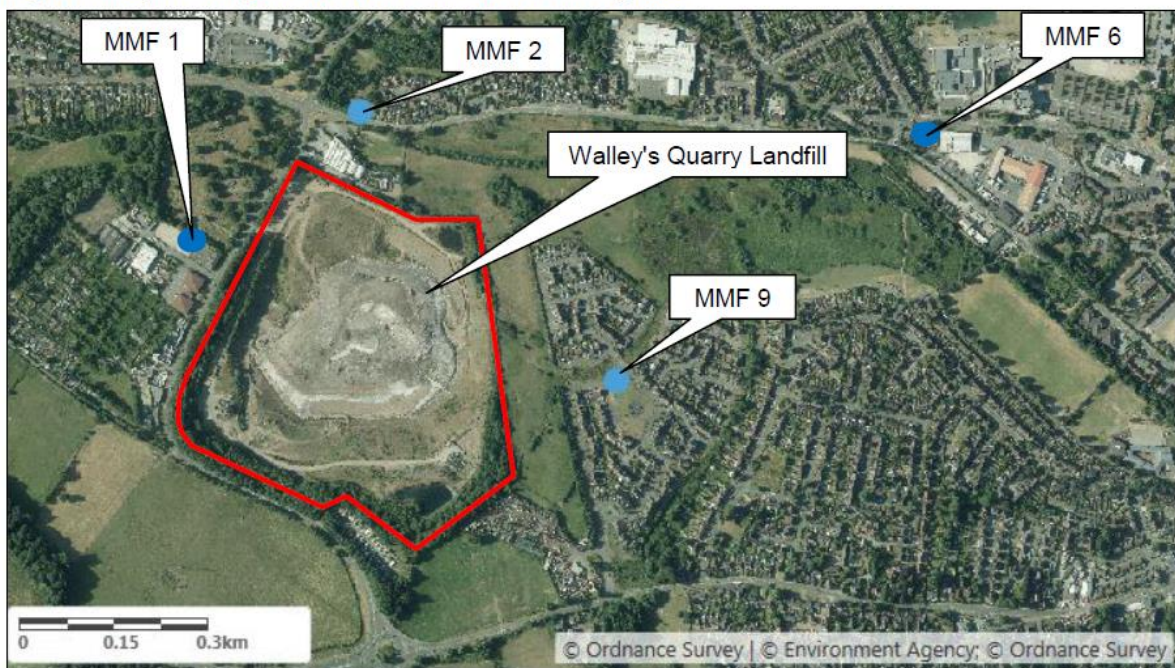 MMF 1
MMF 2
MMF 6
Walley's Quarry Landfill
MMF 9
0 0.15 0.3km
© Ordnance Survey | © Environment Agency; © Ordnance Survey